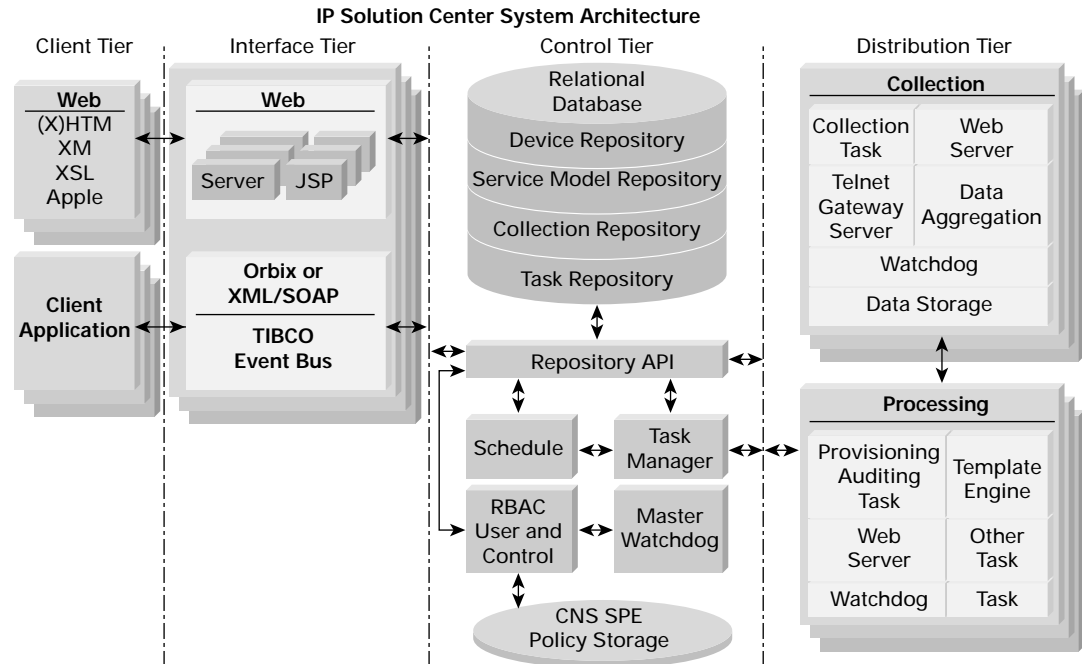 IP Solution Center System Architecture
Client Tier
Interface Tier
Control Tier
Distribution Tier
Web
(X)HTM
XM
XSL
Apple
Client
Application
Web
Server
JSP
Orbix or
XML/SOAP
TIBCO
Event Bus
Relational
Database
Device Repository
Service Model Repository
Collection Repository
Task Repository
Repository API
Schedule
Task
Manager
RBAC
User and
Control
Master
Watchdog
CNS SPE
Policy Storage
Collection
Collection
Task
Web
Server
Telnet
Gateway
Server
Data
Aggregation
Watchdog
Data Storage
Processing
Provisioning
Auditing
Task
Template
Engine
Web
Server
Other
Task
Watchdog
Task